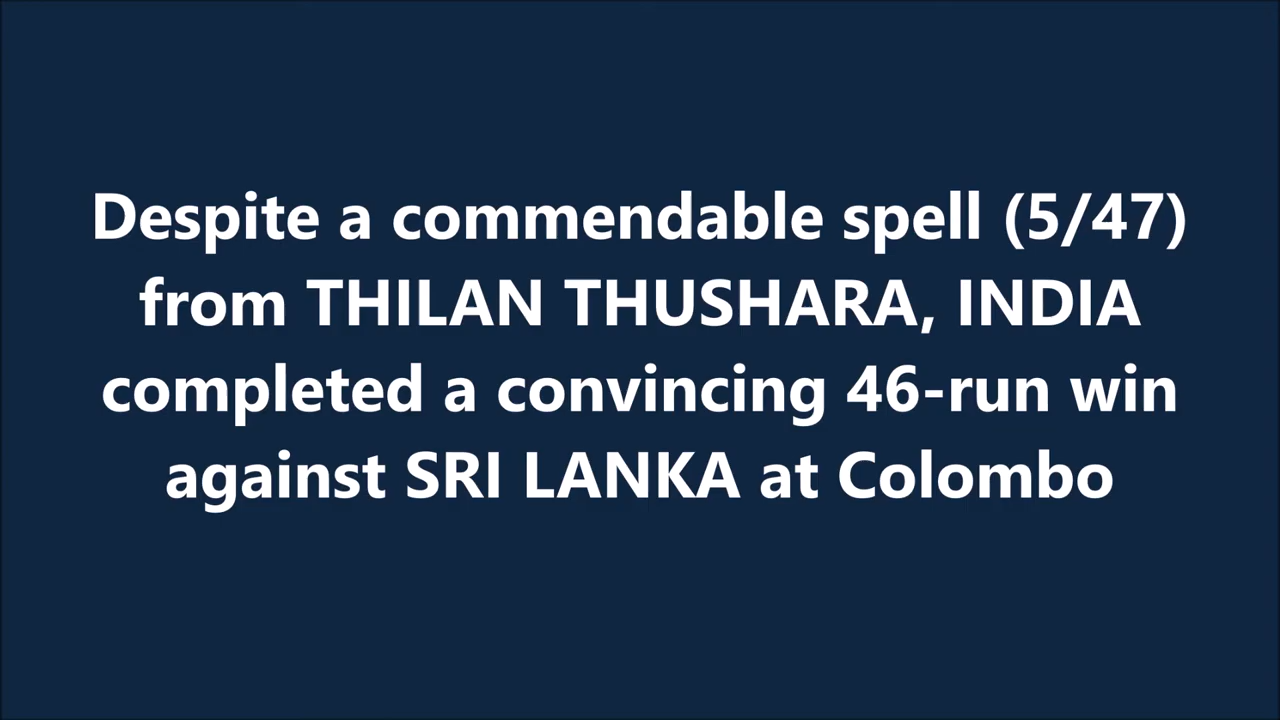 Despite a commendable spell (5/47)
from THILAN THUSHARA, INDIA
completed a convincing 46-run win
against SRI LANKA at Colombo